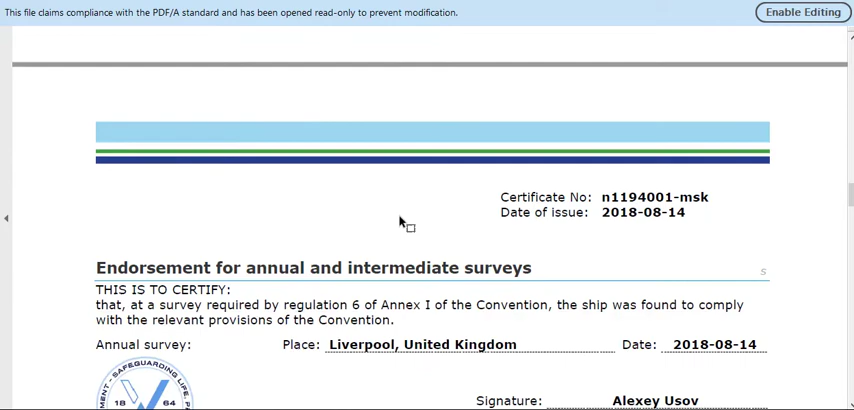 This file claims compliance with the PDF/A standard and has been opened read-only to prevent modification.
Enable Editing
Certificate No: n1194001-msk
Date of issue: 2018-08-14
Endorsement for annual and intermediate surveys
s
THIS IS TO CERTIFY:
that, at a survey required by regulation 6 of Annex I of the Convention, the ship was found to comply
with the relevant provisions of the Convention.
Annual survey: Place: Liverpool, United Kingdom Date: 2018-08-14
SAFEGUARDING LIFE,
18 64
Signature: Alexey Usov